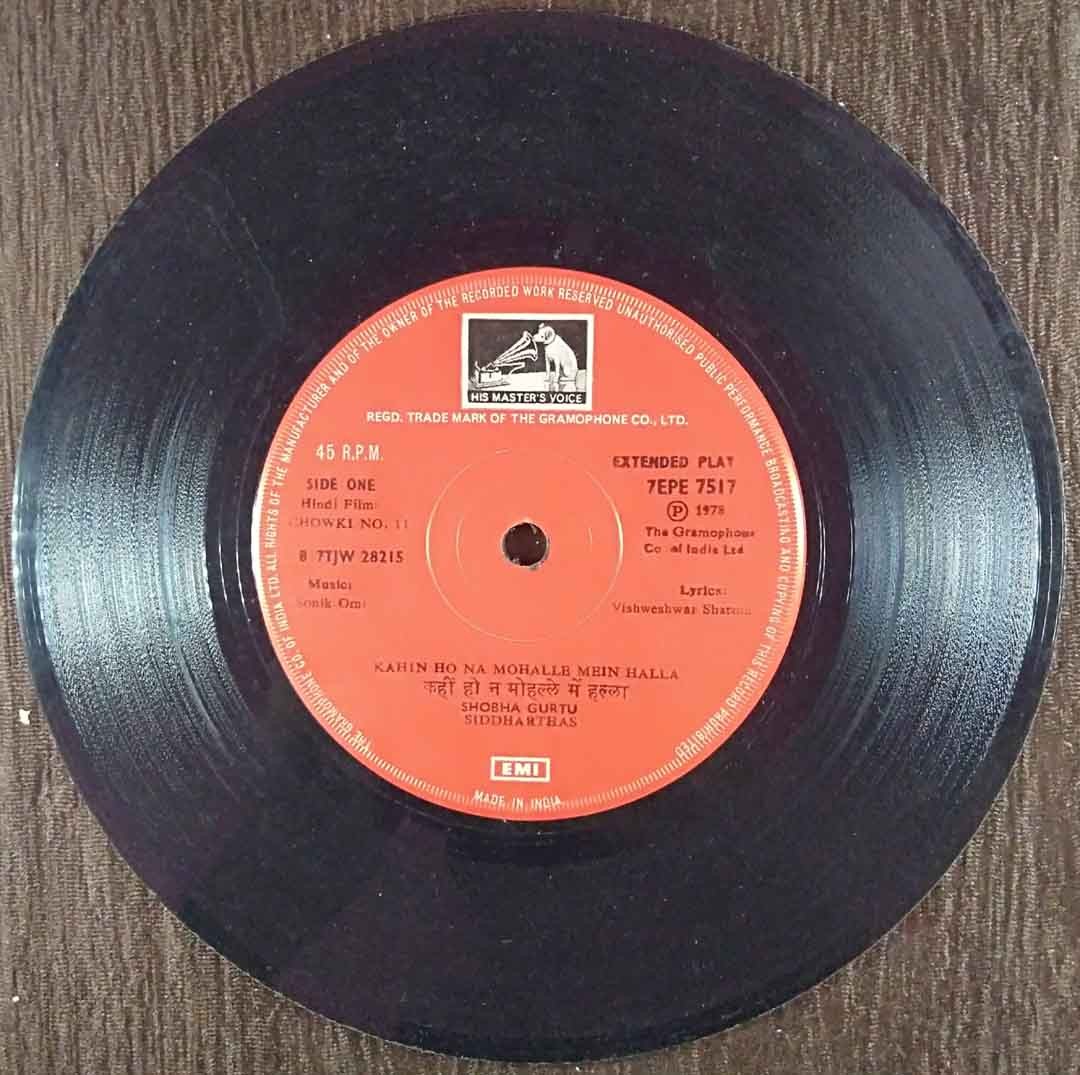 THE GRAMOPHONE CO. OF INDIA LTD. ALL RIGHTS OF THE MANUFACTURER AND OF THE OWNER OF THE RECORDED WORK RESERVED UNAUTHORISED PUBLIC PERFORMANCE BROADCASTING AND COPYING OF THIS RECORD PROHIBITED
HIS MASTER'S VOICE
REGD. TRADE MARK OF THE GRAMOPHONE CO., LTD.
45 R.P.M.
SIDE ONE
Hindi Film:
CHOWKI NO. 11
8 7TJW 28215
Music:
Sonik-Omi
EXTENDED PLAY
7EPE 7517
Ⓟ 1978
The Gramophone
Co. of India Ltd
Lyrics:
Vishweshwar Sharma
KAHIN HO NA MOHALLE MEIN HALLA
कहीं हो न मोहल्ले में हल्ला
SHOBHA GURTU
SIDDHARTHAS
EMI
MADE IN INDIA